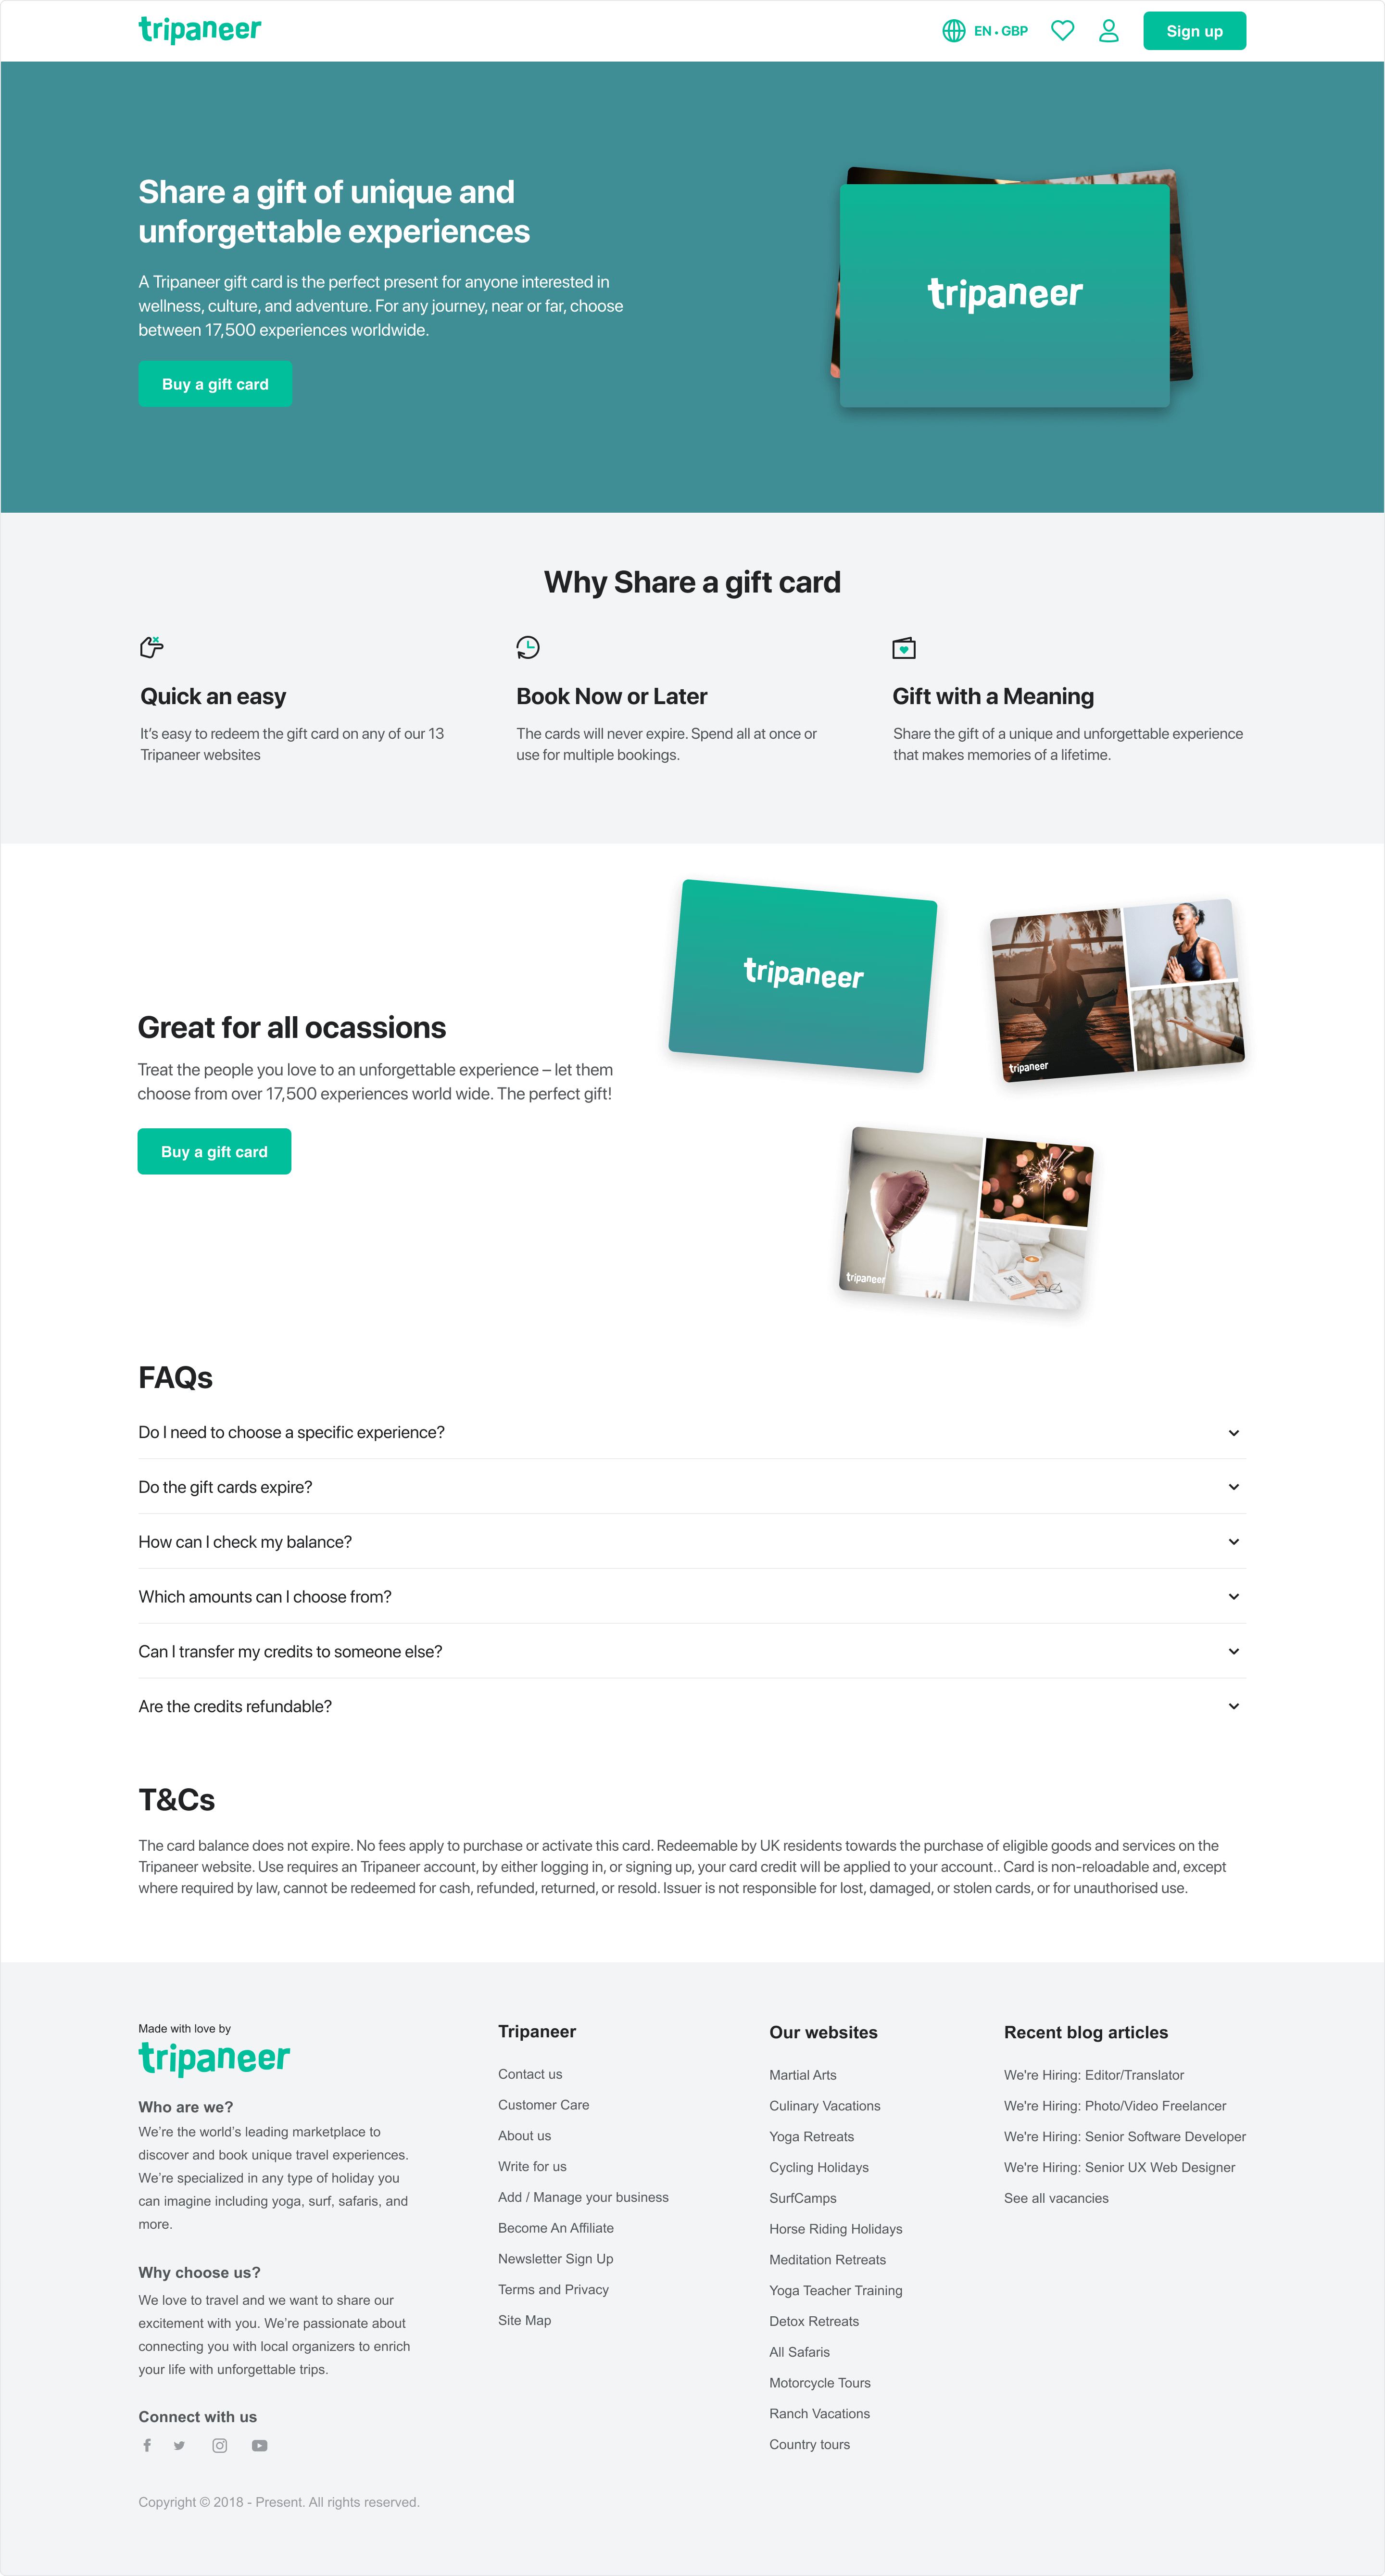 tripaneer
EN • GBP
Sign up
Share a gift of unique and
unforgettable experiences
A Tripaneer gift card is the perfect present for anyone interested in
wellness, culture, and adventure. For any journey, near or far, choose
between 17,500 experiences worldwide.
Buy a gift card
tripaneer
Why Share a gift card
Quick an easy
It's easy to redeem the gift card on any of our 13
Tripaneer websites
Book Now or Later
The cards will never expire. Spend all at once or
use for multiple bookings.
Gift with a Meaning
Share the gift of a unique and unforgettable experience
that makes memories of a lifetime.
Great for all ocassions
Treat the people you love to an unforgettable experience – let them
choose from over 17,500 experiences world wide. The perfect gift!
Buy a gift card
tripaneer
tripaneer
tripaneer
FAQs
Do I need to choose a specific experience?
Do the gift cards expire?
How can I check my balance?
Which amounts can I choose from?
Can I transfer my credits to someone else?
Are the credits refundable?
T&Cs
The card balance does not expire. No fees apply to purchase or activate this card. Redeemable by UK residents towards the purchase of eligible goods and services on the
Tripaneer website. Use requires an Tripaneer account, by either logging in, or signing up, your card credit will be applied to your account.. Card is non-reloadable and, except
where required by law, cannot be redeemed for cash, refunded, returned, or resold. Issuer is not responsible for lost, damaged, or stolen cards, or for unauthorised use.
Made with love by
tripaneer
Who are we?
We're the world's leading marketplace to
discover and book unique travel experiences.
We're specialized in any type of holiday you
can imagine including yoga, surf, safaris, and
more.
Why choose us?
We love to travel and we want to share our
excitement with you. We're passionate about
connecting you with local organizers to enrich
your life with unforgettable trips.
Connect with us
Copyright © 2018 - Present. All rights reserved.
Tripaneer
Contact us
Customer Care
About us
Write for us
Add / Manage your business
Become An Affiliate
Newsletter Sign Up
Terms and Privacy
Site Map
Our websites
Martial Arts
Culinary Vacations
Yoga Retreats
Cycling Holidays
SurfCamps
Horse Riding Holidays
Meditation Retreats
Yoga Teacher Training
Detox Retreats
All Safaris
Motorcycle Tours
Ranch Vacations
Country tours
Recent blog articles
We're Hiring: Editor/Translator
We're Hiring: Photo/Video Freelancer
We're Hiring: Senior Software Developer
We're Hiring: Senior UX Web Designer
See all vacancies